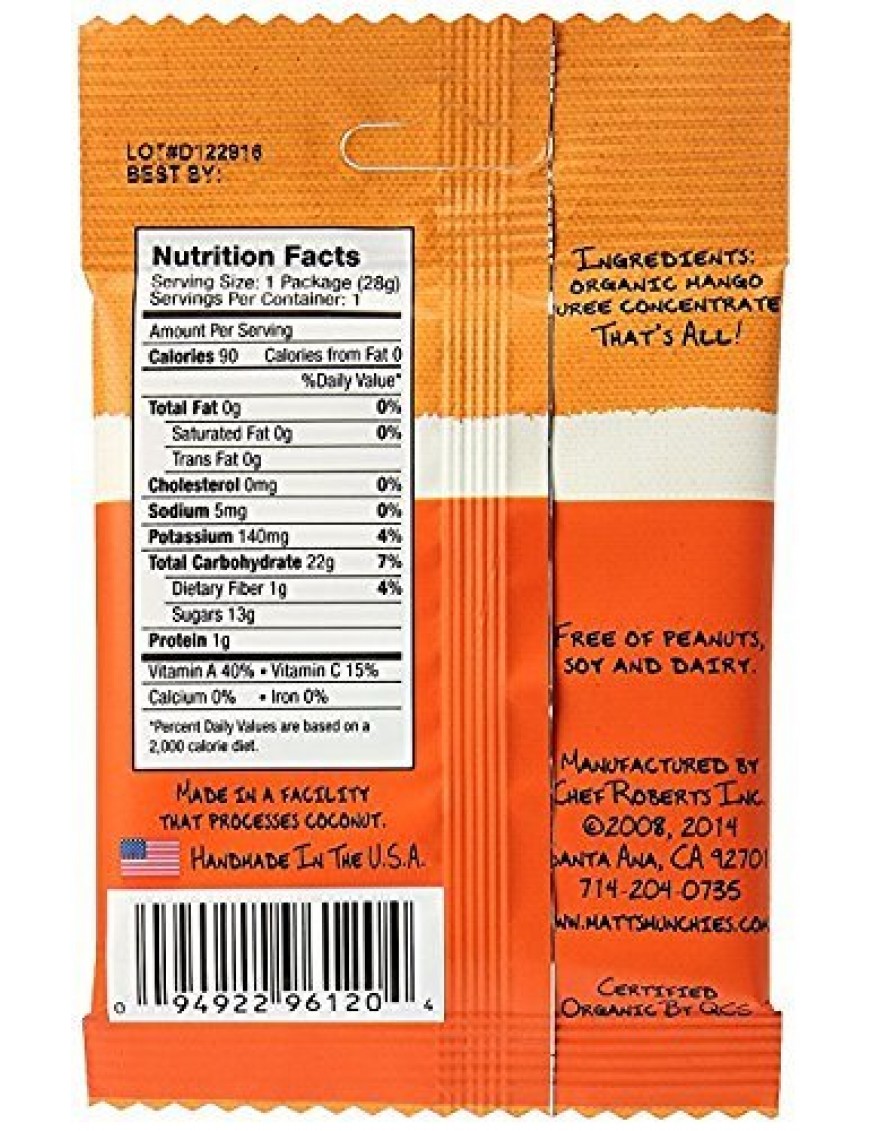 LOT#D122916
BEST BY:
Nutrition Facts
Serving Size: 1 Package (28g)
Servings Per Container: 1
Amount Per Serving
Calories 90 Calories from Fat 0
%Daily Value*
Total Fat 0g 0%
Saturated Fat 0g 0%
Trans Fat 0g
Cholesterol 0mg 0%
Sodium 5mg 0%
Potassium 140mg 4%
Total Carbohydrate 22g 7%
Dietary Fiber 1g 4%
Sugars 13g
Protein 1g
Vitamin A 40% • Vitamin C 15%
Calcium 0% • Iron 0%
*Percent Daily Values are based on a
2,000 calorie diet.
MADE IN A FACILITY
THAT PROCESSES COCONUT.
HANDMADE IN THE U.S.A.
0 94922 96120 4
INGREDIENTS:
ORGANIC MANGO
UREE CONCENTRATE
THAT'S ALL!
FREE OF PEANUTS,
SOY AND DAIRY.
MANUFACTURED BY
CHEF ROBERTS INC.
©2008, 2014
SANTA ANA, CA 92701
714-204-0735
WW.MATTSMUNCHIES.COM
CERTIFIED
ORGANIC BY QCS